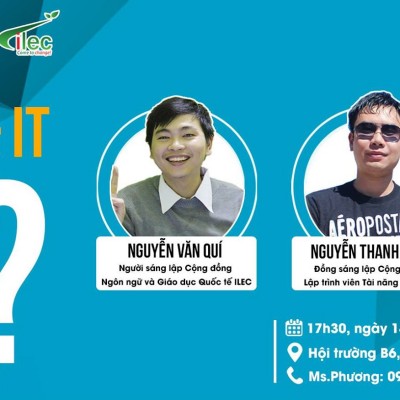 ilec
Come to change!
IT
?
NGUYỄN VĂN QUÍ
Người sáng lập Cộng đồng
Ngôn ngữ và Giáo dục Quốc tế ILEC
AÉROPOSTA
NGUYỄN THANH
Đồng sáng lập Cộng
Lập trình viên Tài năng
17h30, ngày 1
Hội trường B6,
Ms.Phương: 09